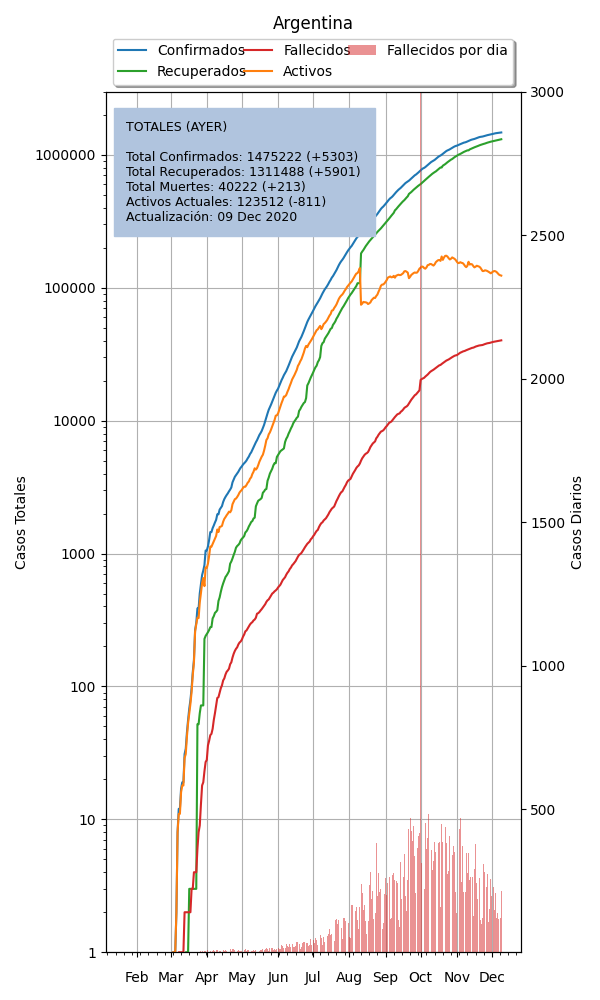 Argentina
Confirmados
Fallecidos
Fallecidos por dia
Recuperados
Activos
TOTALES (AYER)
Total Confirmados: 1475222 (+5303)
Total Recuperados: 1311488 (+5901)
Total Muertes: 40222 (+213)
Activos Actuales: 123512 (-811)
Actualización: 09 Dec 2020
Casos Totales
1000000
100000
10000
1000
100
10
1
3000
2500
2000
1500
1000
500
Casos Diarios
Feb Mar Apr May Jun Jul Aug Sep Oct Nov Dec